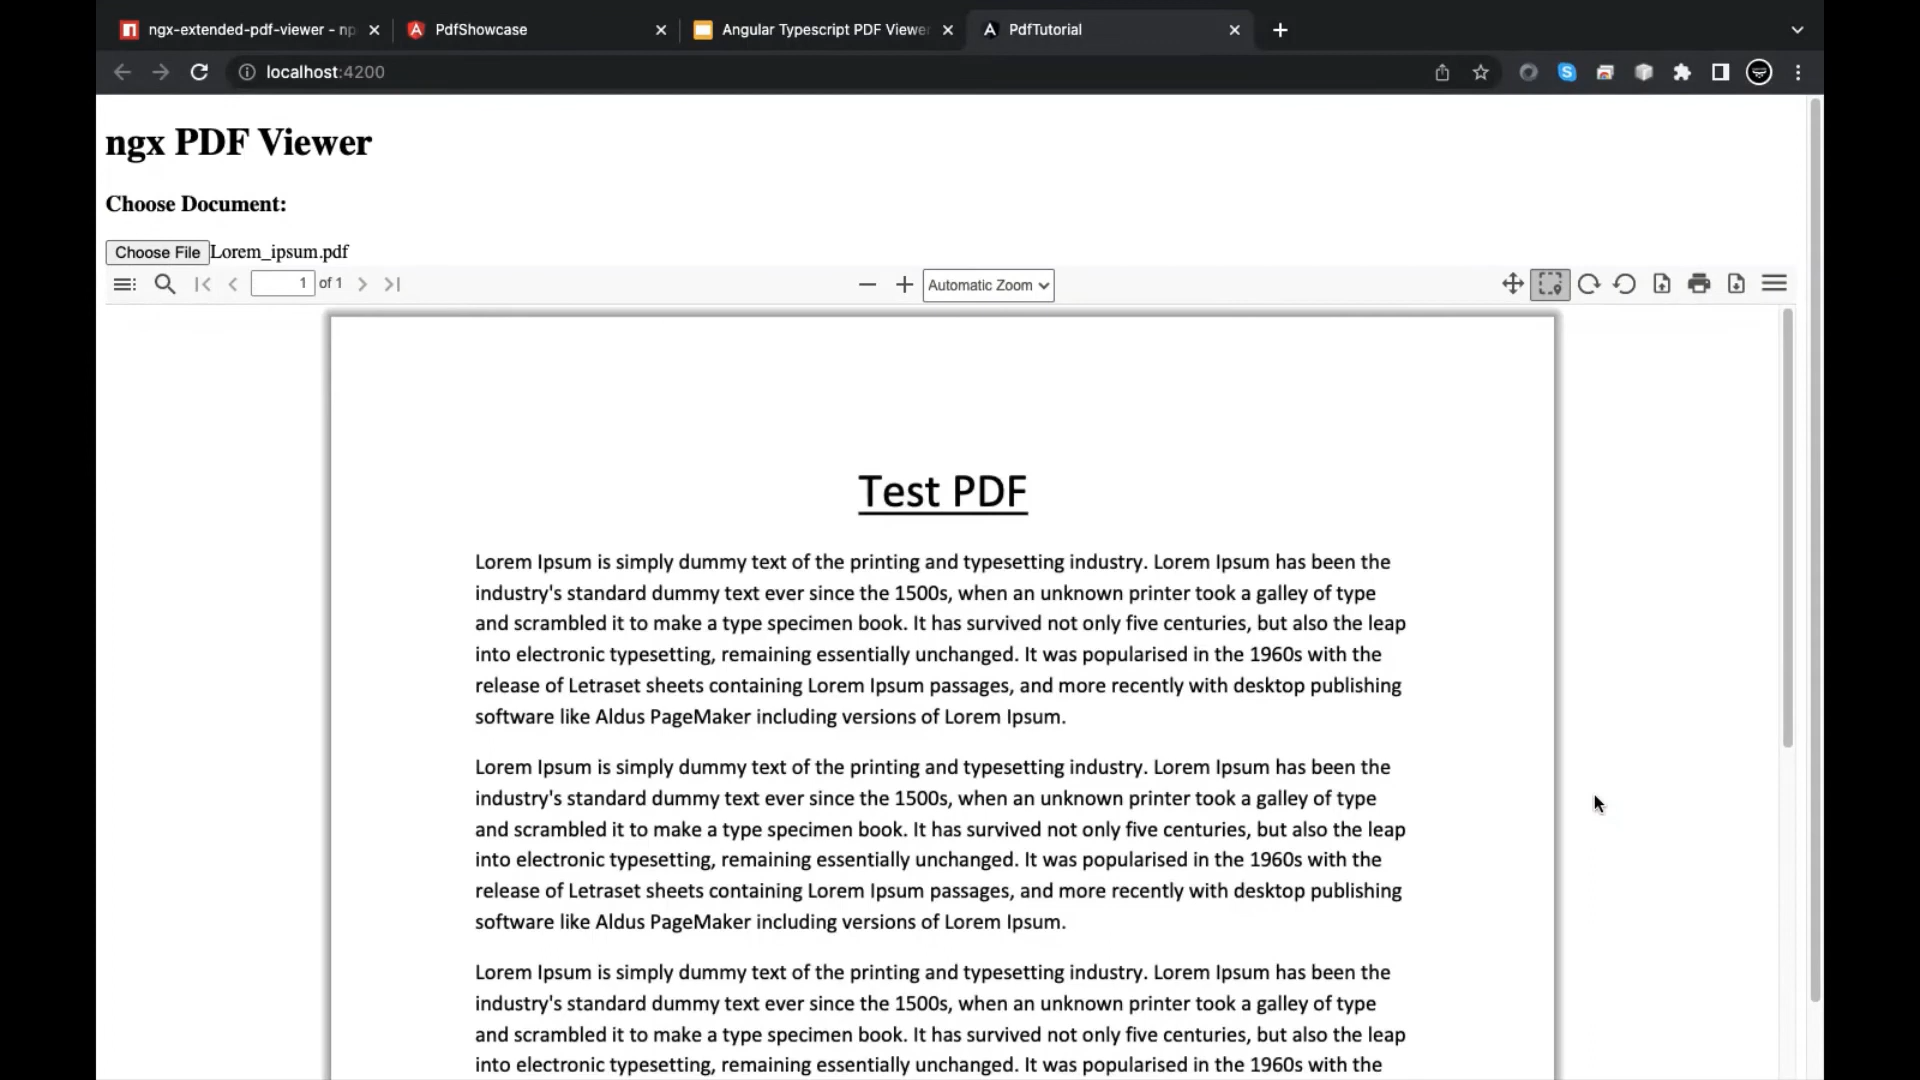 ngx-extended-pdf-viewer - np
PdfShowcase
Angular Typescript PDF Viewer
PdfTutorial
localhost:4200
ngx PDF Viewer
Choose Document:
Choose File Lorem_ipsum.pdf
1 of 1
Automatic Zoom
Test PDF
Lorem Ipsum is simply dummy text of the printing and typesetting industry. Lorem Ipsum has been the
industry's standard dummy text ever since the 1500s, when an unknown printer took a galley of type
and scrambled it to make a type specimen book. It has survived not only five centuries, but also the leap
into electronic typesetting, remaining essentially unchanged. It was popularised in the 1960s with the
release of Letraset sheets containing Lorem Ipsum passages, and more recently with desktop publishing
software like Aldus PageMaker including versions of Lorem Ipsum.
Lorem Ipsum is simply dummy text of the printing and typesetting industry. Lorem Ipsum has been the
industry's standard dummy text ever since the 1500s, when an unknown printer took a galley of type
and scrambled it to make a type specimen book. It has survived not only five centuries, but also the leap
into electronic typesetting, remaining essentially unchanged. It was popularised in the 1960s with the
release of Letraset sheets containing Lorem Ipsum passages, and more recently with desktop publishing
software like Aldus PageMaker including versions of Lorem Ipsum.
Lorem Ipsum is simply dummy text of the printing and typesetting industry. Lorem Ipsum has been the
industry's standard dummy text ever since the 1500s, when an unknown printer took a galley of type
and scrambled it to make a type specimen book. It has survived not only five centuries, but also the leap
into electronic typesetting, remaining essentially unchanged. It was popularised in the 1960s with the